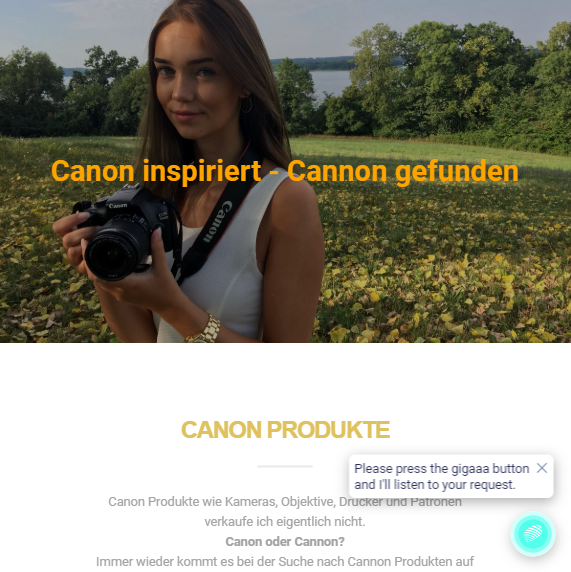 Canon inspiriert - Cannon gefunden
Canon
Canon
CANON PRODUKTE
Please press the gigaaa button
and I'll listen to your request.
Canon Produkte wie Kameras, Objektive, Drucker und Patronen
verkaufe ich eigentlich nicht.
Canon oder Cannon?
Immer wieder kommt es bei der Suche nach Cannon Produkten auf